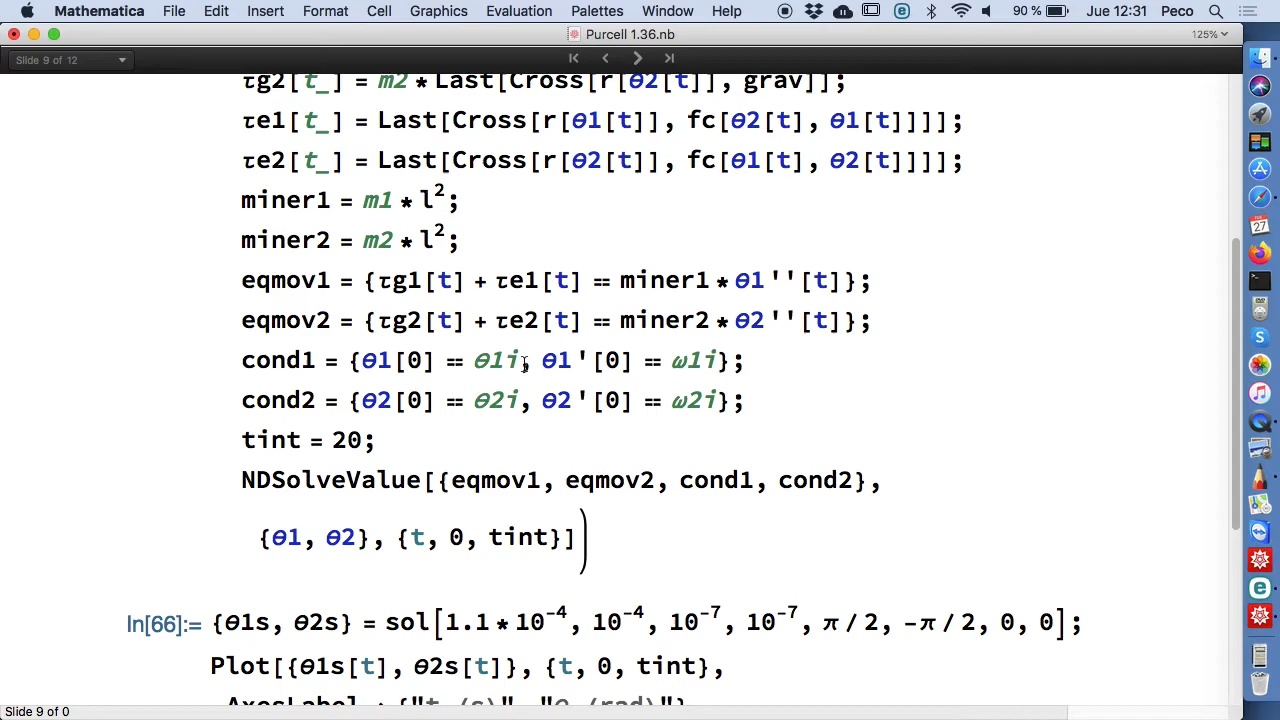 Mathematica File Edit Insert Format Cell Graphics Evaluation Palettes Window Help 90 % Jue 12:31 Peco
Purcell 1.36.nb 125%
Slide 9 of 12
τg2[t_] = m2 * Last[Cross[r[θ2[t]], grav]];
τe1[t_] = Last[Cross[r[θ1[t]], fc[θ2[t], θ1[t]]]];
τe2[t_] = Last[Cross[r[θ2[t]], fc[θ1[t], θ2[t]]]];
miner1 = m1 * l²;
miner2 = m2 * l²;
eqmov1 = {τg1[t] + τe1[t] == miner1 * θ1''[t]};
eqmov2 = {τg2[t] + τe2[t] == miner2 * θ2''[t]};
cond1 = {θ1[0] == θ1i, θ1'[0] == ω1i};
cond2 = {θ2[0] == θ2i, θ2'[0] == ω2i};
tint = 20;
NDSolveValue[{eqmov1, eqmov2, cond1, cond2},
{θ1, θ2}, {t, 0, tint}])
In[66]:= {θ1s, θ2s} = sol[1.1 * 10⁻⁴, 10⁻⁴, 10⁻⁷, 10⁻⁷, π / 2, -π / 2, 0, 0];
Plot[{θ1s[t], θ2s[t]}, {t, 0, tint},
AxesLabel → {"t (s)", "θ (rad)"}
Slide 9 of 0